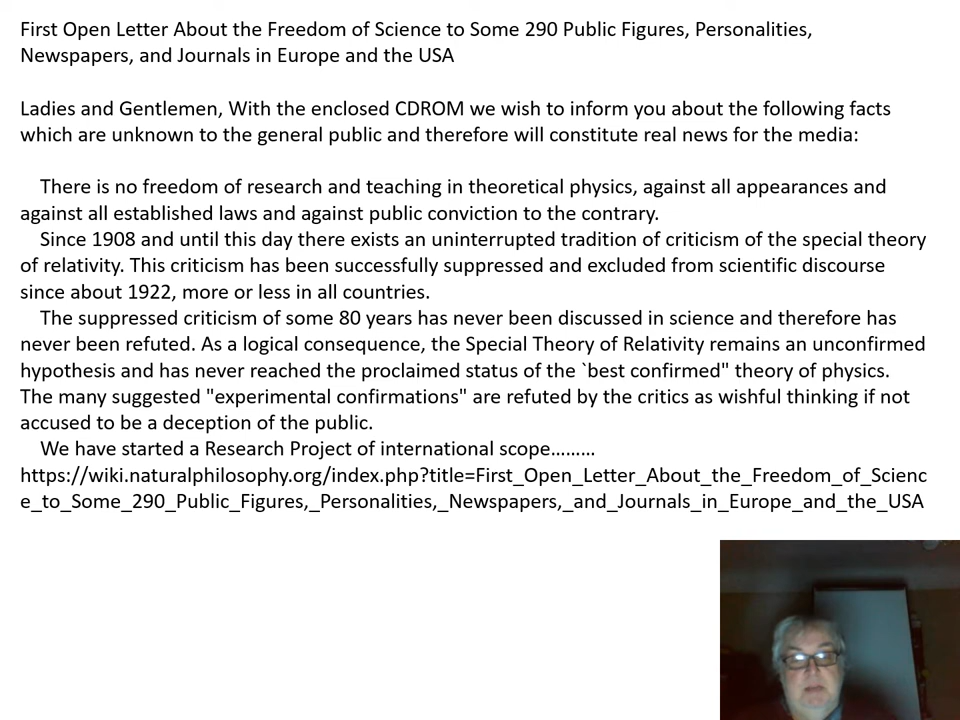 First Open Letter About the Freedom of Science to Some 290 Public Figures, Personalities,
Newspapers, and Journals in Europe and the USA
Ladies and Gentlemen, With the enclosed CDROM we wish to inform you about the following facts
which are unknown to the general public and therefore will constitute real news for the media:
There is no freedom of research and teaching in theoretical physics, against all appearances and
against all established laws and against public conviction to the contrary.
Since 1908 and until this day there exists an uninterrupted tradition of criticism of the special theory
of relativity. This criticism has been successfully suppressed and excluded from scientific discourse
since about 1922, more or less in all countries.
The suppressed criticism of some 80 years has never been discussed in science and therefore has
never been refuted. As a logical consequence, the Special Theory of Relativity remains an unconfirmed
hypothesis and has never reached the proclaimed status of the `best confirmed" theory of physics.
The many suggested "experimental confirmations" are refuted by the critics as wishful thinking if not
accused to be a deception of the public.
We have started a Research Project of international scope………
https://wiki.naturalphilosophy.org/index.php?title=First_Open_Letter_About_the_Freedom_of_Scienc
e_to_Some_290_Public_Figures,_Personalities,_Newspapers,_and_Journals_in_Europe_and_the_USA